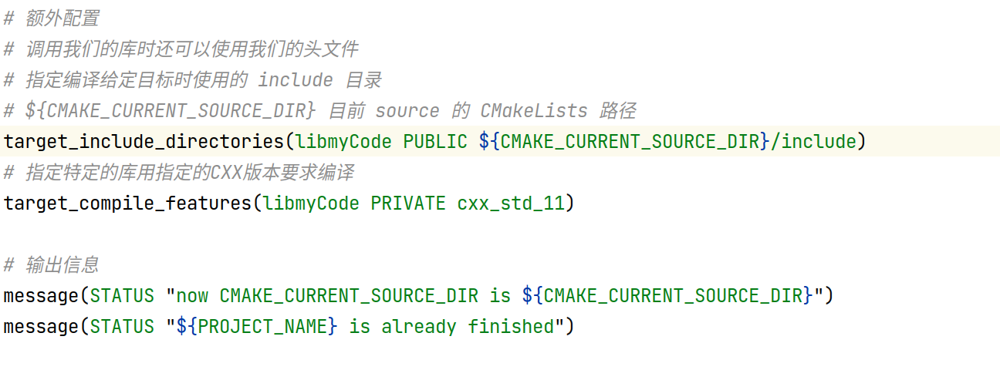 # 额外配置
# 调用我们的库时还可以使用我们的头文件
# 指定编译给定目标时使用的 include 目录
# ${CMAKE_CURRENT_SOURCE_DIR} 目前 source 的 CMakeLists 路径
target_include_directories(libmyCode PUBLIC ${CMAKE_CURRENT_SOURCE_DIR}/include)
# 指定特定的库用指定的CXX版本要求编译
target_compile_features(libmyCode PRIVATE cxx_std_11)
# 输出信息
message(STATUS "now CMAKE_CURRENT_SOURCE_DIR is ${CMAKE_CURRENT_SOURCE_DIR}")
message(STATUS "${PROJECT_NAME} is already finished")